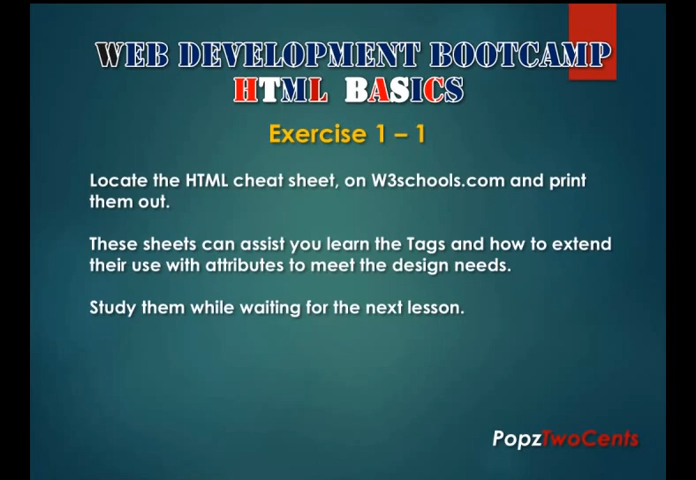 WEB DEVELOPMENT BOOTCAMP
HTML BASICS
Exercise 1 – 1
Locate the HTML cheat sheet, on W3schools.com and print
them out.
These sheets can assist you learn the Tags and how to extend
their use with attributes to meet the design needs.
Study them while waiting for the next lesson.
PopzTwoCents